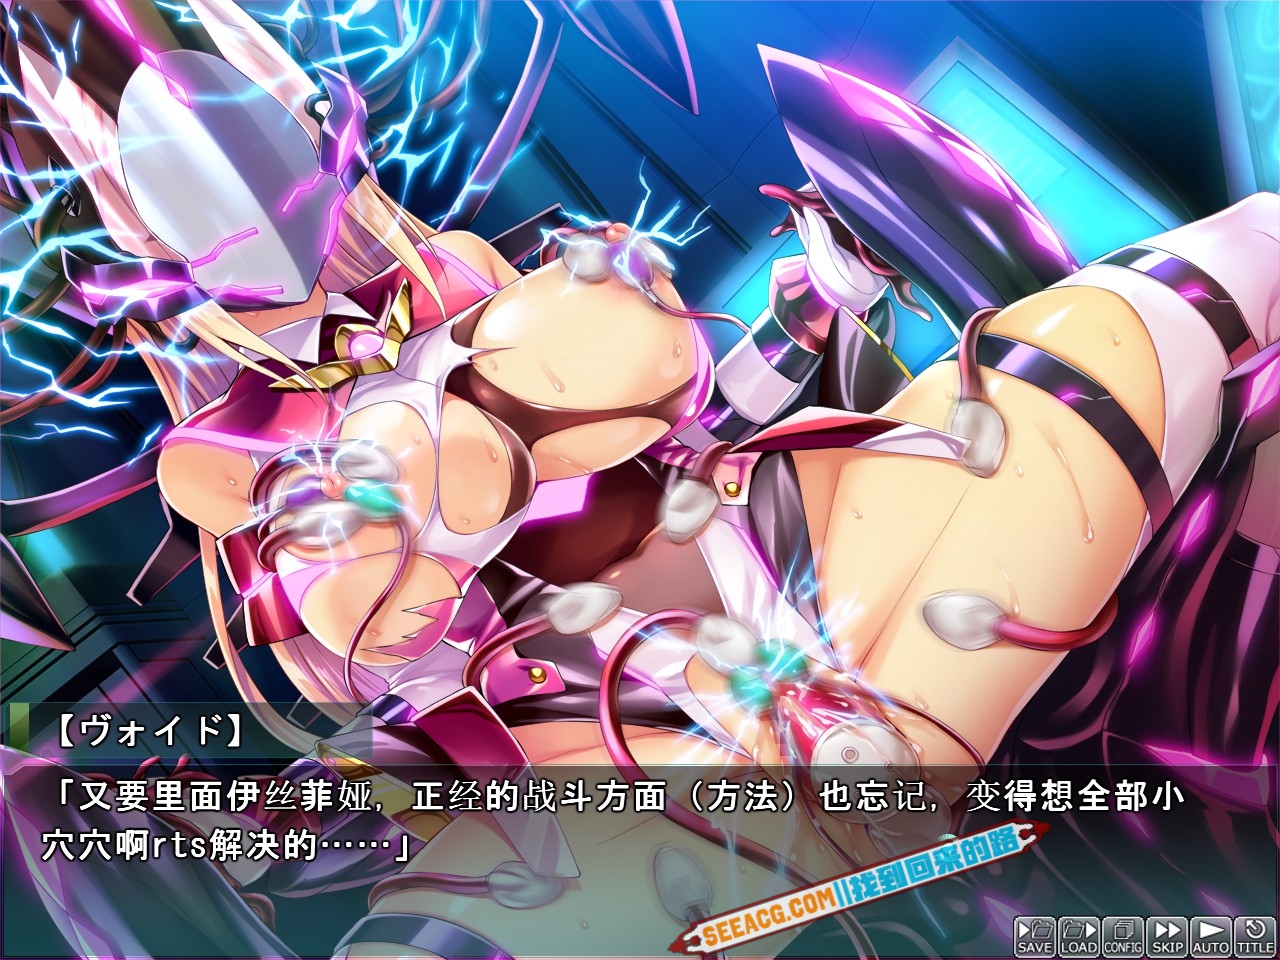 【ヴォイド】
「又要里面伊丝菲娅，正经的战斗方面（方法）也忘记，变得想全部小
穴穴啊rts解决的……」
SEEACG.COM||找到回来的路
SAVE LOAD CONFIG SKIP AUTO TITLE